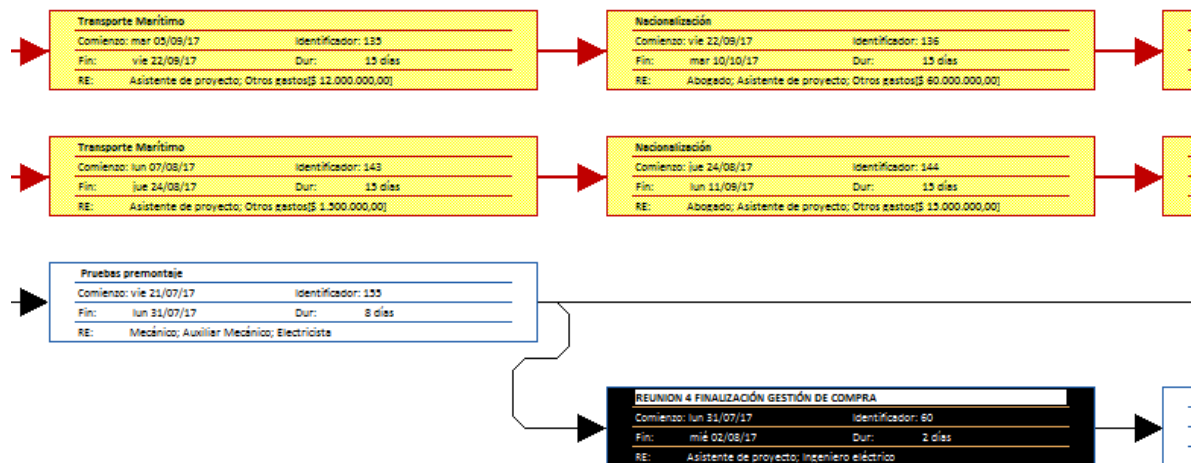 Transporte Marítimo
Comienzo: mar 05/09/17 Identificador: 135
Fin: vie 22/09/17 Dur: 15 días
RE: Asistente de proyecto; Otros gastos[$ 12.000.000,00]
Nacionalización
Comienzo: vie 22/09/17 Identificador: 136
Fin: mar 10/10/17 Dur: 15 días
RE: Abogado; Asistente de proyecto; Otros gastos[$ 60.000.000,00]
Transporte Marítimo
Comienzo: lun 07/08/17 Identificador: 143
Fin: jue 24/08/17 Dur: 15 días
RE: Asistente de proyecto; Otros gastos[$ 1.500.000,00]
Nacionalización
Comienzo: jue 24/08/17 Identificador: 144
Fin: lun 11/09/17 Dur: 15 días
RE: Abogado; Asistente de proyecto; Otros gastos[$ 15.000.000,00]
Pruebas premontaje
Comienzo: vie 21/07/17 Identificador: 155
Fin: lun 31/07/17 Dur: 8 días
RE: Mecánico; Auxiliar Mecánico; Electricista
REUNION 4 FINALIZACIÓN GESTIÓN DE COMPRA
Comienzo: lun 31/07/17 Identificador: 60
Fin: mié 02/08/17 Dur: 2 días
RE: Asistente de proyecto; Ingeniero eléctrico